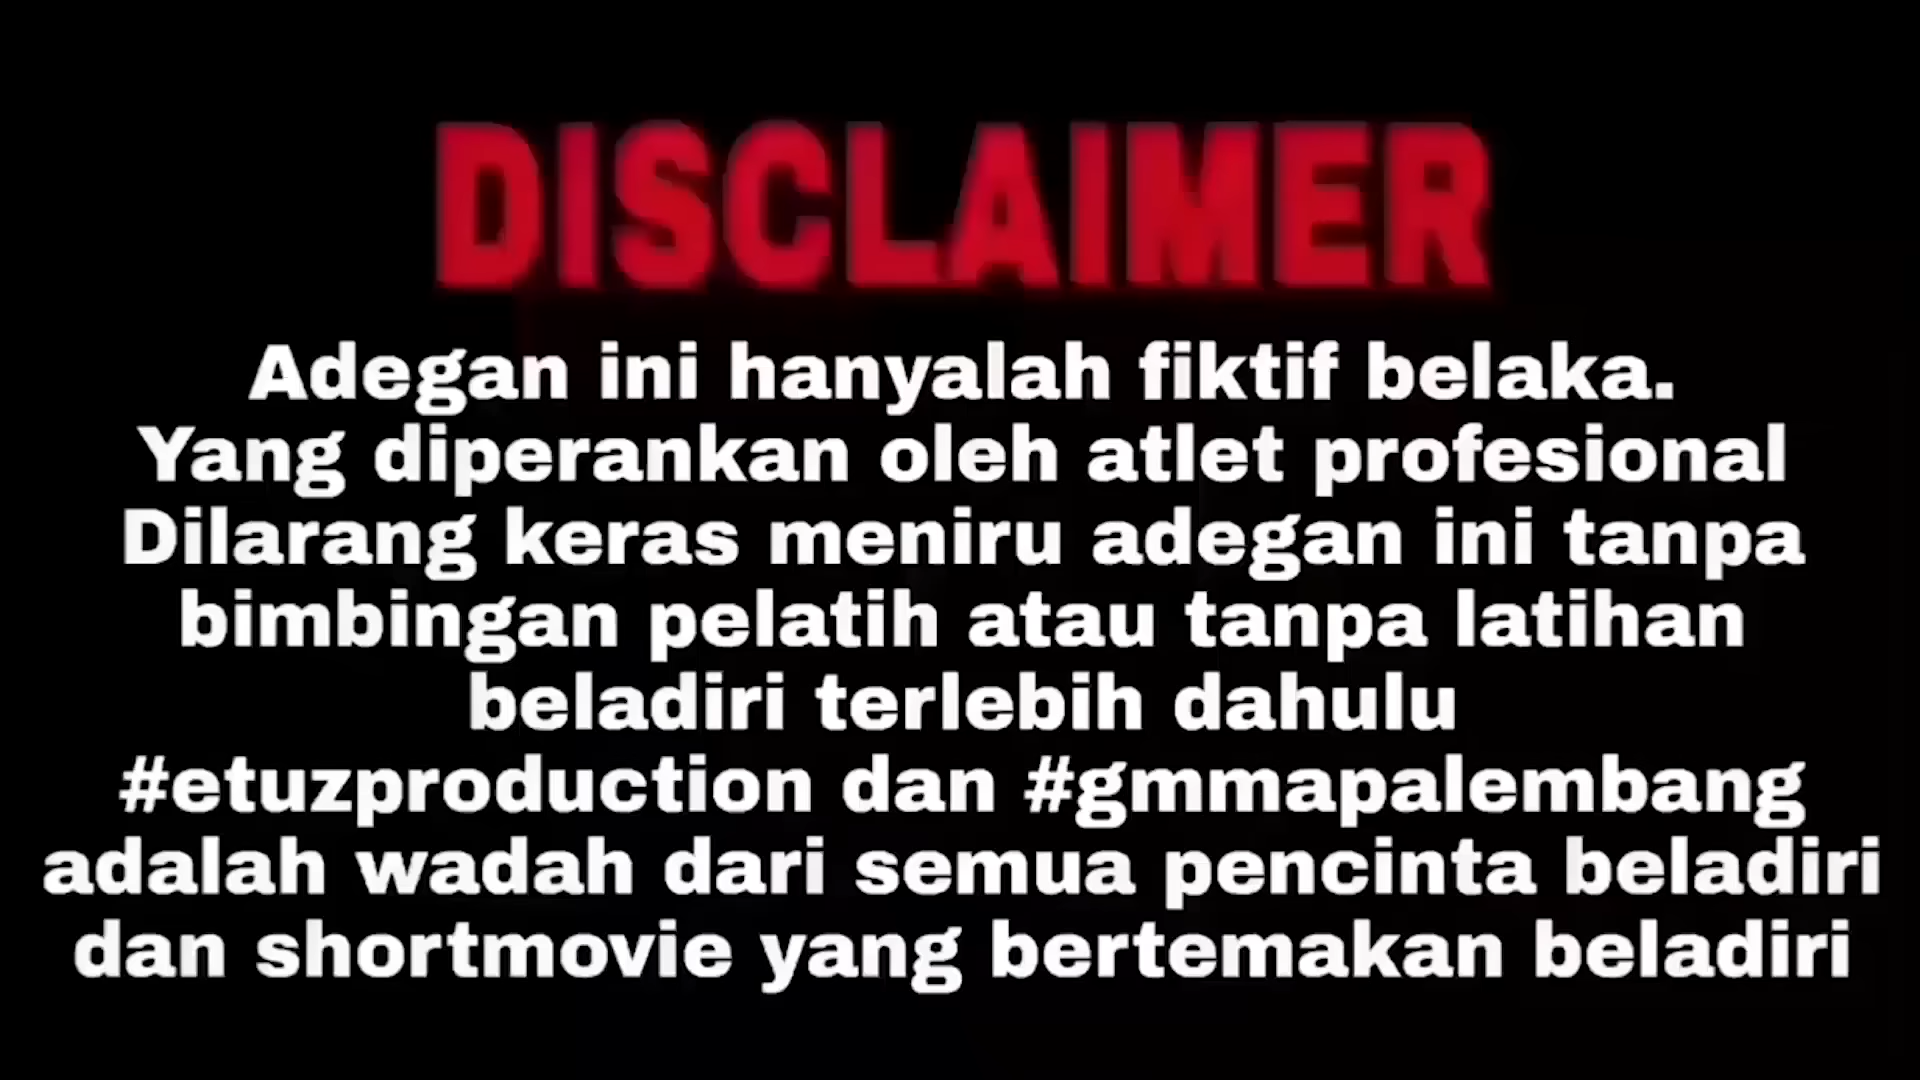 DISCLAIMER
Adegan ini hanyalah fiktif belaka.
Yang diperankan oleh atlet profesional
Dilarang keras meniru adegan ini tanpa
bimbingan pelatih atau tanpa latihan
beladiri terlebih dahulu
#etuzproduction dan #gmmapalembang
adalah wadah dari semua pencinta beladiri
dan shortmovie yang bertemakan beladiri